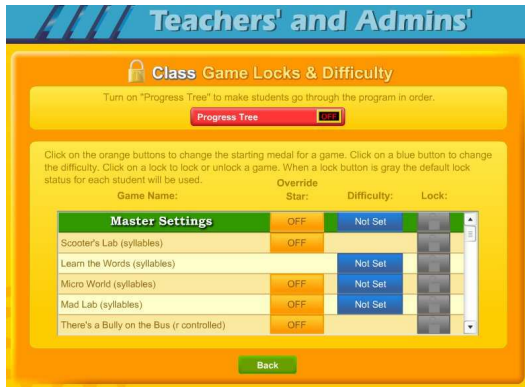 Teachers' and Admins'
Class Game Locks & Difficulty
Turn on "Progress Tree" to make students go through the program in order.
Progress Tree OFF
Click on the orange buttons to change the starting medal for a game. Click on a blue button to change
the difficulty. Click on a lock to lock or unlock a game. When a lock button is gray the default lock
status for each student will be used.
Override
Game Name: Star: Difficulty: Lock:
Master Settings OFF Not Set
Scooter's Lab (syllables) OFF
Learn the Words (syllables) Not Set
Micro World (syllables) OFF Not Set
Mad Lab (syllables) OFF Not Set
There's a Bully on the Bus (r controlled) OFF
Back